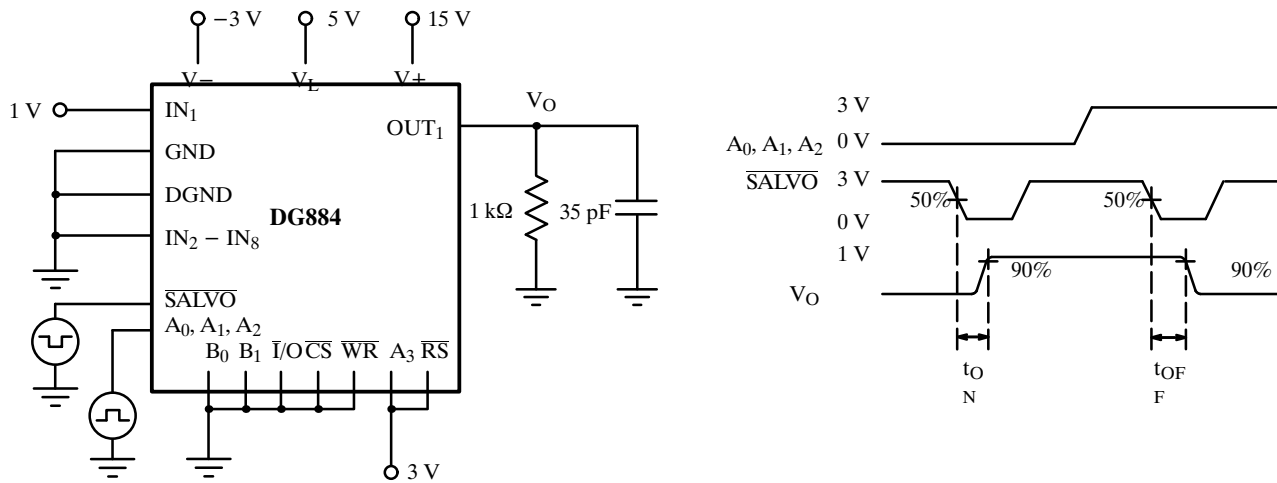 −3 V
5 V
15 V
V−
VL
V+
1 V
IN1
VO
OUT1
GND
DGND
DG884
1 kΩ
35 pF
IN2 − IN8
SALVO
A0, A1, A2
B0
B1
I/O
CS
WR
A3
RS
3 V
3 V
A0, A1, A2
0 V
SALVO
3 V
50%
50%
0 V
1 V
90%
90%
VO
tO
N
tOF
F